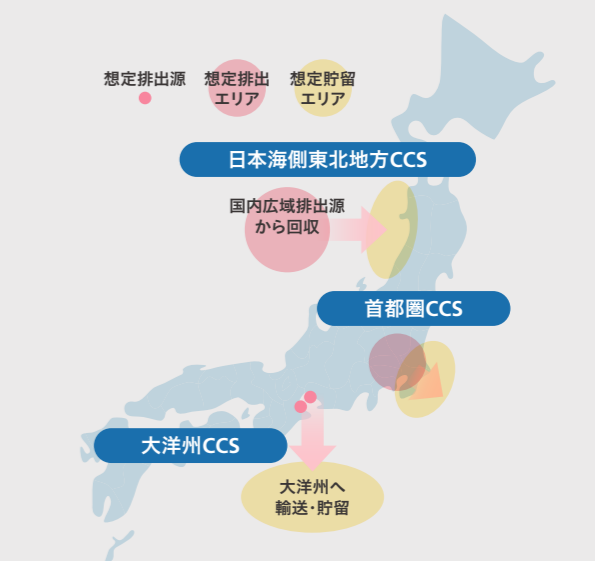 想定排出源
想定排出
エリア
想定貯留
エリア
日本海側東北地方CCS
国内広域排出源
から回収
首都圏CCS
大洋州CCS
大洋州へ
輸送・貯留